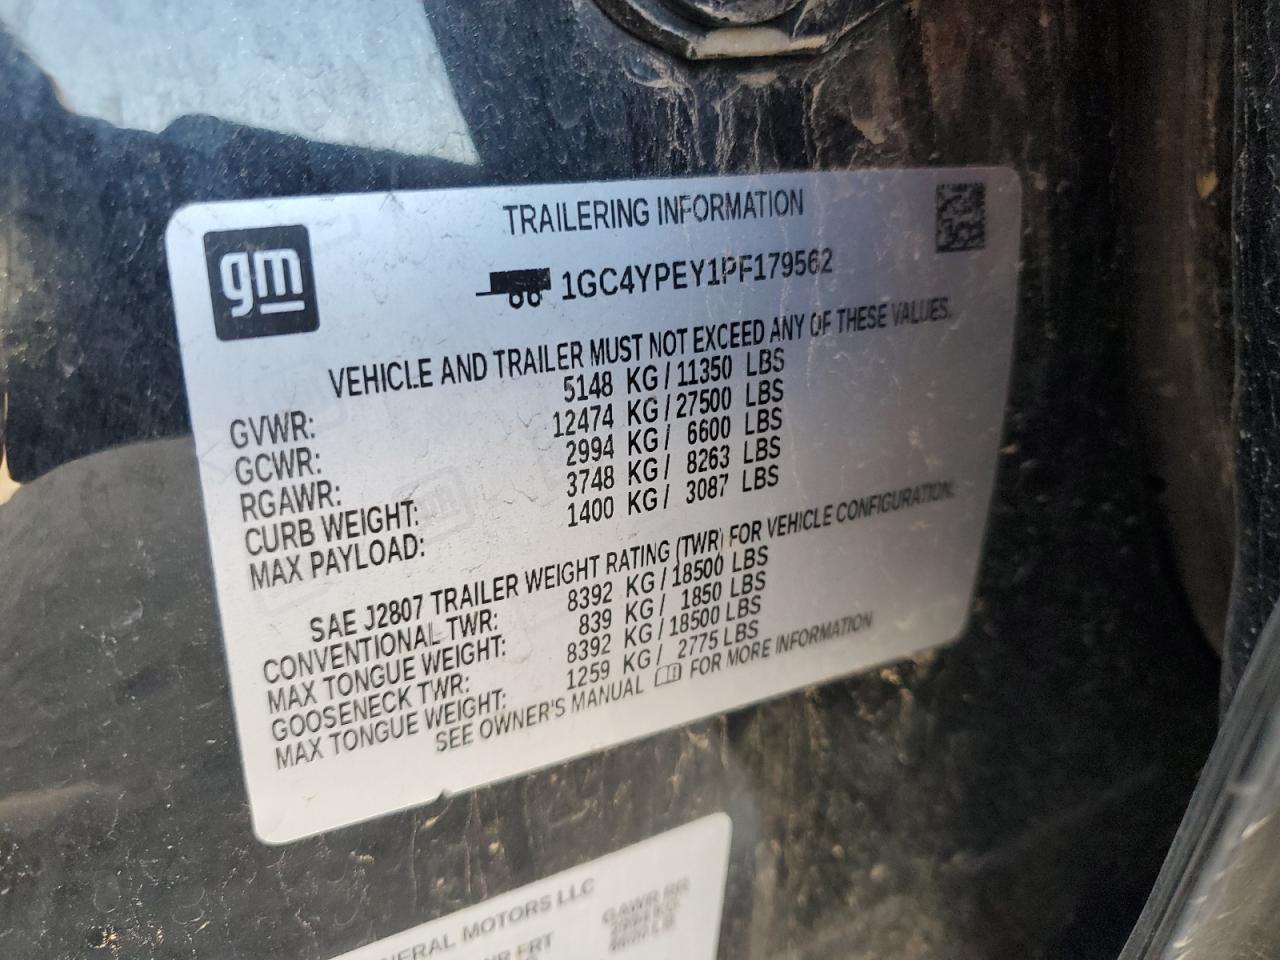 gm
TRAILERING INFORMATION
1GC4YPEY1PF179562
VEHICLE AND TRAILER MUST NOT EXCEED ANY OF THESE VALUES.
GVWR: 5148 KG / 11350 LBS
GCWR: 12474 KG / 27500 LBS
RGAWR: 2994 KG / 6600 LBS
CURB WEIGHT: 3748 KG / 8263 LBS
MAX PAYLOAD: 1400 KG / 3087 LBS
SAE J2807 TRAILER WEIGHT RATING (TWR) FOR VEHICLE CONFIGURATION.
CONVENTIONAL TWR: 8392 KG / 18500 LBS
MAX TONGUE WEIGHT: 839 KG / 1850 LBS
GOOSENECK TWR: 8392 KG / 18500 LBS
MAX TONGUE WEIGHT: 1259 KG / 2775 LBS
SEE OWNER'S MANUAL FOR MORE INFORMATION
MOTORS LLC
GAWR RR
FRT